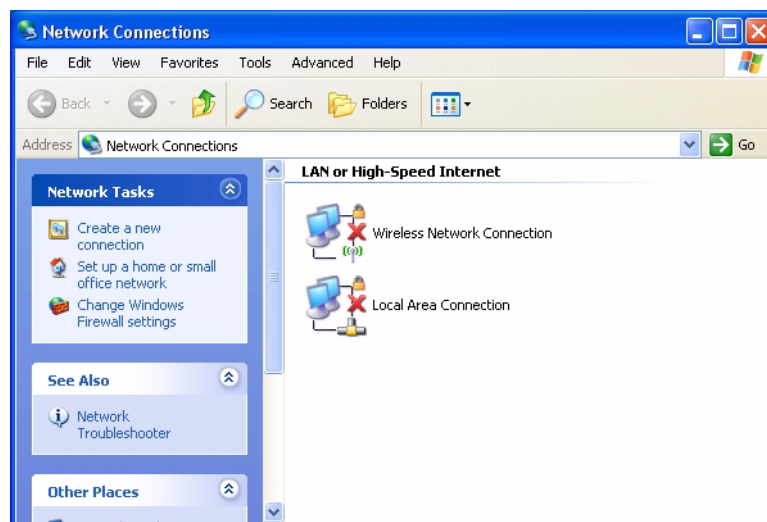 Network Connections
File Edit View Favorites Tools Advanced Help
Back Search Folders
Address Network Connections Go
Network Tasks
Create a new
connection
Set up a home or small
office network
Change Windows
Firewall settings
See Also
Network
Troubleshooter
Other Places
LAN or High-Speed Internet
Wireless Network Connection
Local Area Connection